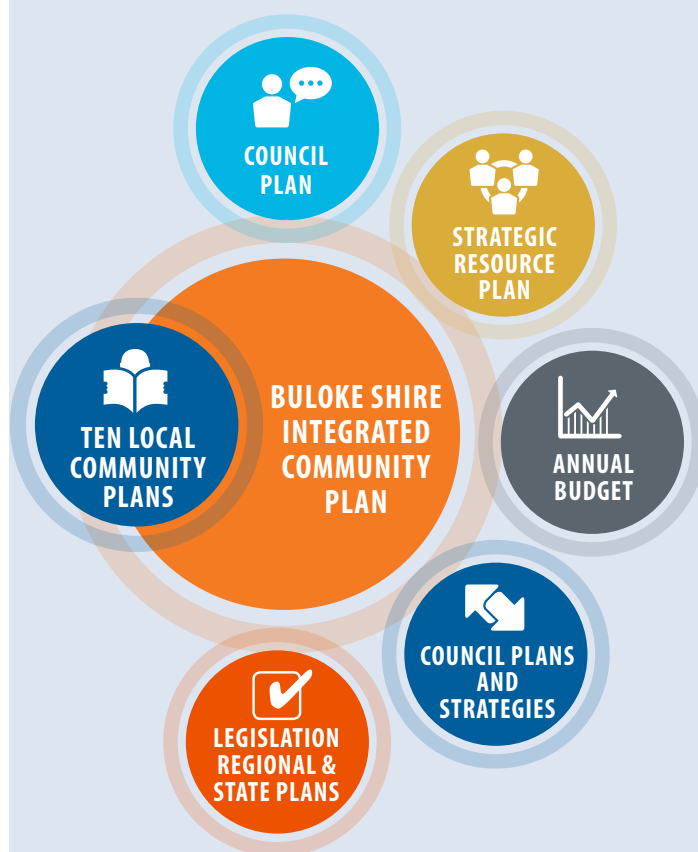 COUNCIL
PLAN
STRATEGIC
RESOURCE
PLAN
TEN LOCAL
COMMUNITY
PLANS
BULOKE SHIRE
INTEGRATED
COMMUNITY
PLAN
ANNUAL
BUDGET
COUNCIL PLANS
AND
STRATEGIES
LEGISLATION
REGIONAL &
STATE PLANS